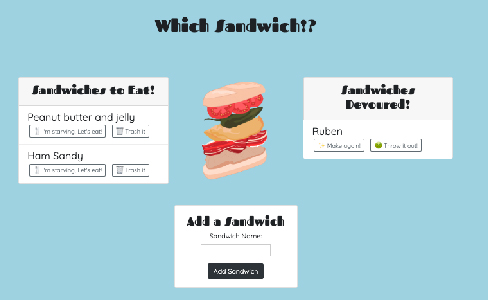 Which Sandwich!?
Sandwiches to Eat!
Peanut butter and jelly
I'm starving. Let's eat!
Trash it
Ham Sandy
I'm starving. Let's eat!
Trash it
Sandwiches
Devoured!
Ruben
Make again!
Throw it out!
Add a Sandwich
Sandwich Name:
Add Sandwich